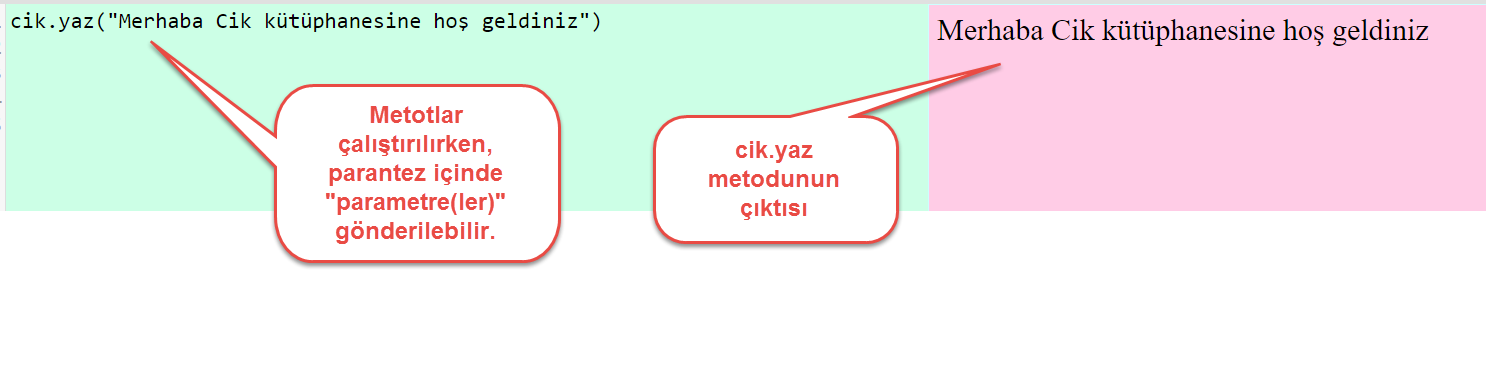 cik.yaz("Merhaba Cik kütüphanesine hoş geldiniz")
Merhaba Cik kütüphanesine hoş geldiniz
Metotlar
çalıştırılırken,
parantez içinde
"parametre(ler)"
gönderilebilir.
cik.yaz
metodunun
çıktısı